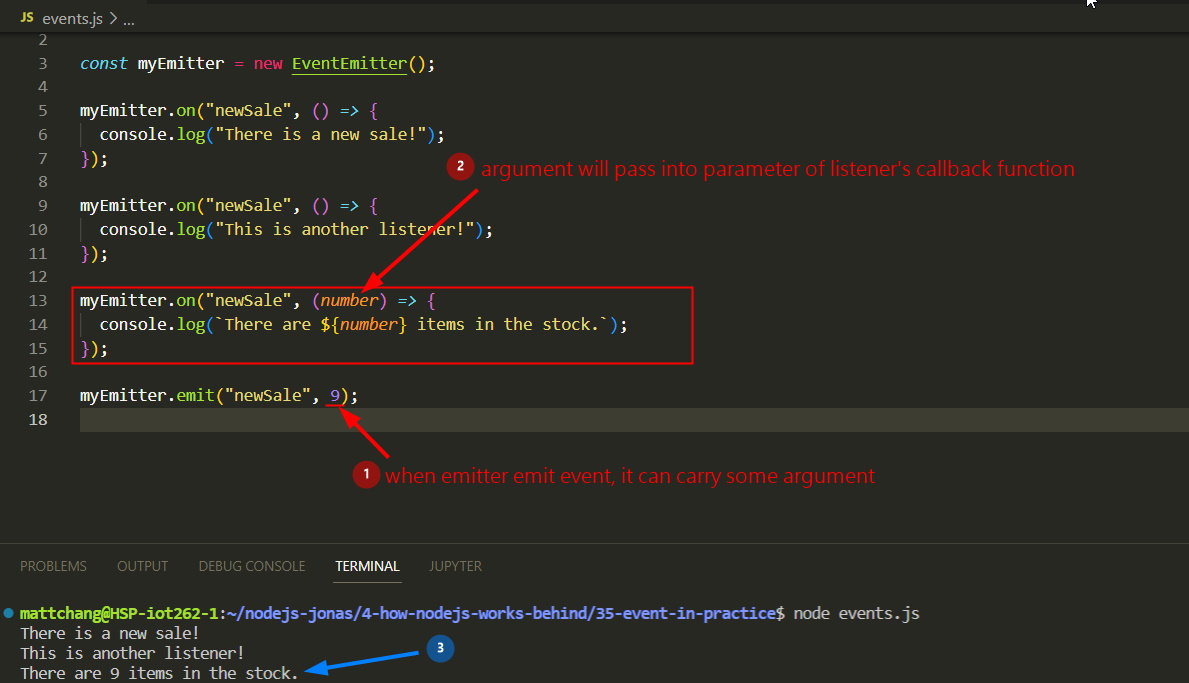 JS events.js > ...
2
3 const myEmitter = new EventEmitter();
4
5 myEmitter.on("newSale", () => {
6 console.log("There is a new sale!");
7 });
2 argument will pass into parameter of listener's callback function
8
9 myEmitter.on("newSale", () => {
10 console.log("This is another listener!");
11 });
12
13 myEmitter.on("newSale", (number) => {
14 console.log(`There are ${number} items in the stock.`);
15 });
16
17 myEmitter.emit("newSale", 9);
18
1 when emitter emit event, it can carry some argument
PROBLEMS OUTPUT DEBUG CONSOLE TERMINAL JUPYTER
mattchang@HSP-iot262-1:~/nodejs-jonas/4-how-nodejs-works-behind/35-event-in-practice$ node events.js
There is a new sale!
This is another listener!
3
There are 9 items in the stock.